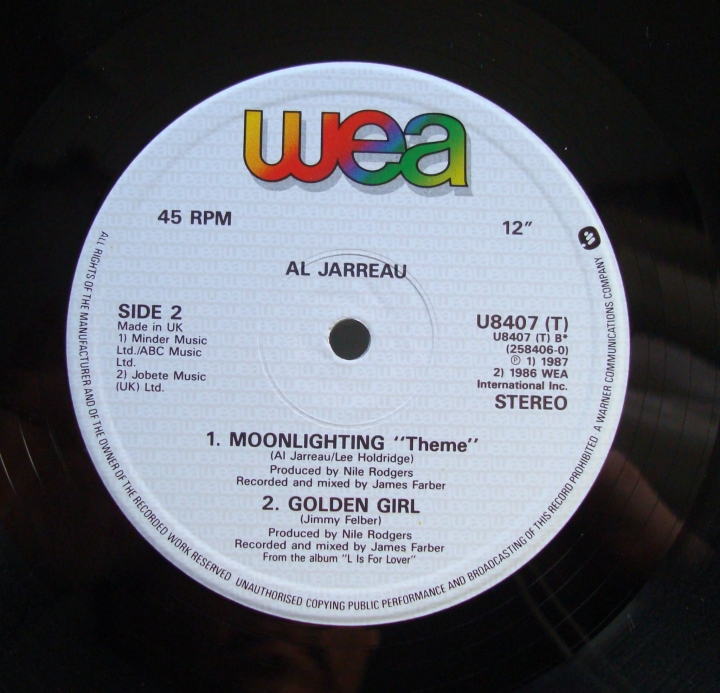 wea
45 RPM
12"
AL JARREAU
SIDE 2
Made in UK
1) Minder Music
Ltd./ABC Music
Ltd.
2) Jobete Music
(UK) Ltd.
U8407 (T)
U8407 (T) B*
(258406-0)
℗ 1) 1987
2) 1986 WEA
International Inc.
STEREO
1. MOONLIGHTING "Theme"
(Al Jarreau/Lee Holdridge)
Produced by Nile Rodgers
Recorded and mixed by James Farber
2. GOLDEN GIRL
(Jimmy Felber)
Produced by Nile Rodgers
Recorded and mixed by James Farber
From the album "L Is For Lover"
ALL RIGHTS OF THE MANUFACTURER AND OF THE OWNER OF THE RECORDED WORK RESERVED UNAUTHORISED COPYING PUBLIC PERFORMANCE AND BROADCASTING OF THIS RECORD PROHIBITED A WARNER COMMUNICATIONS COMPANY